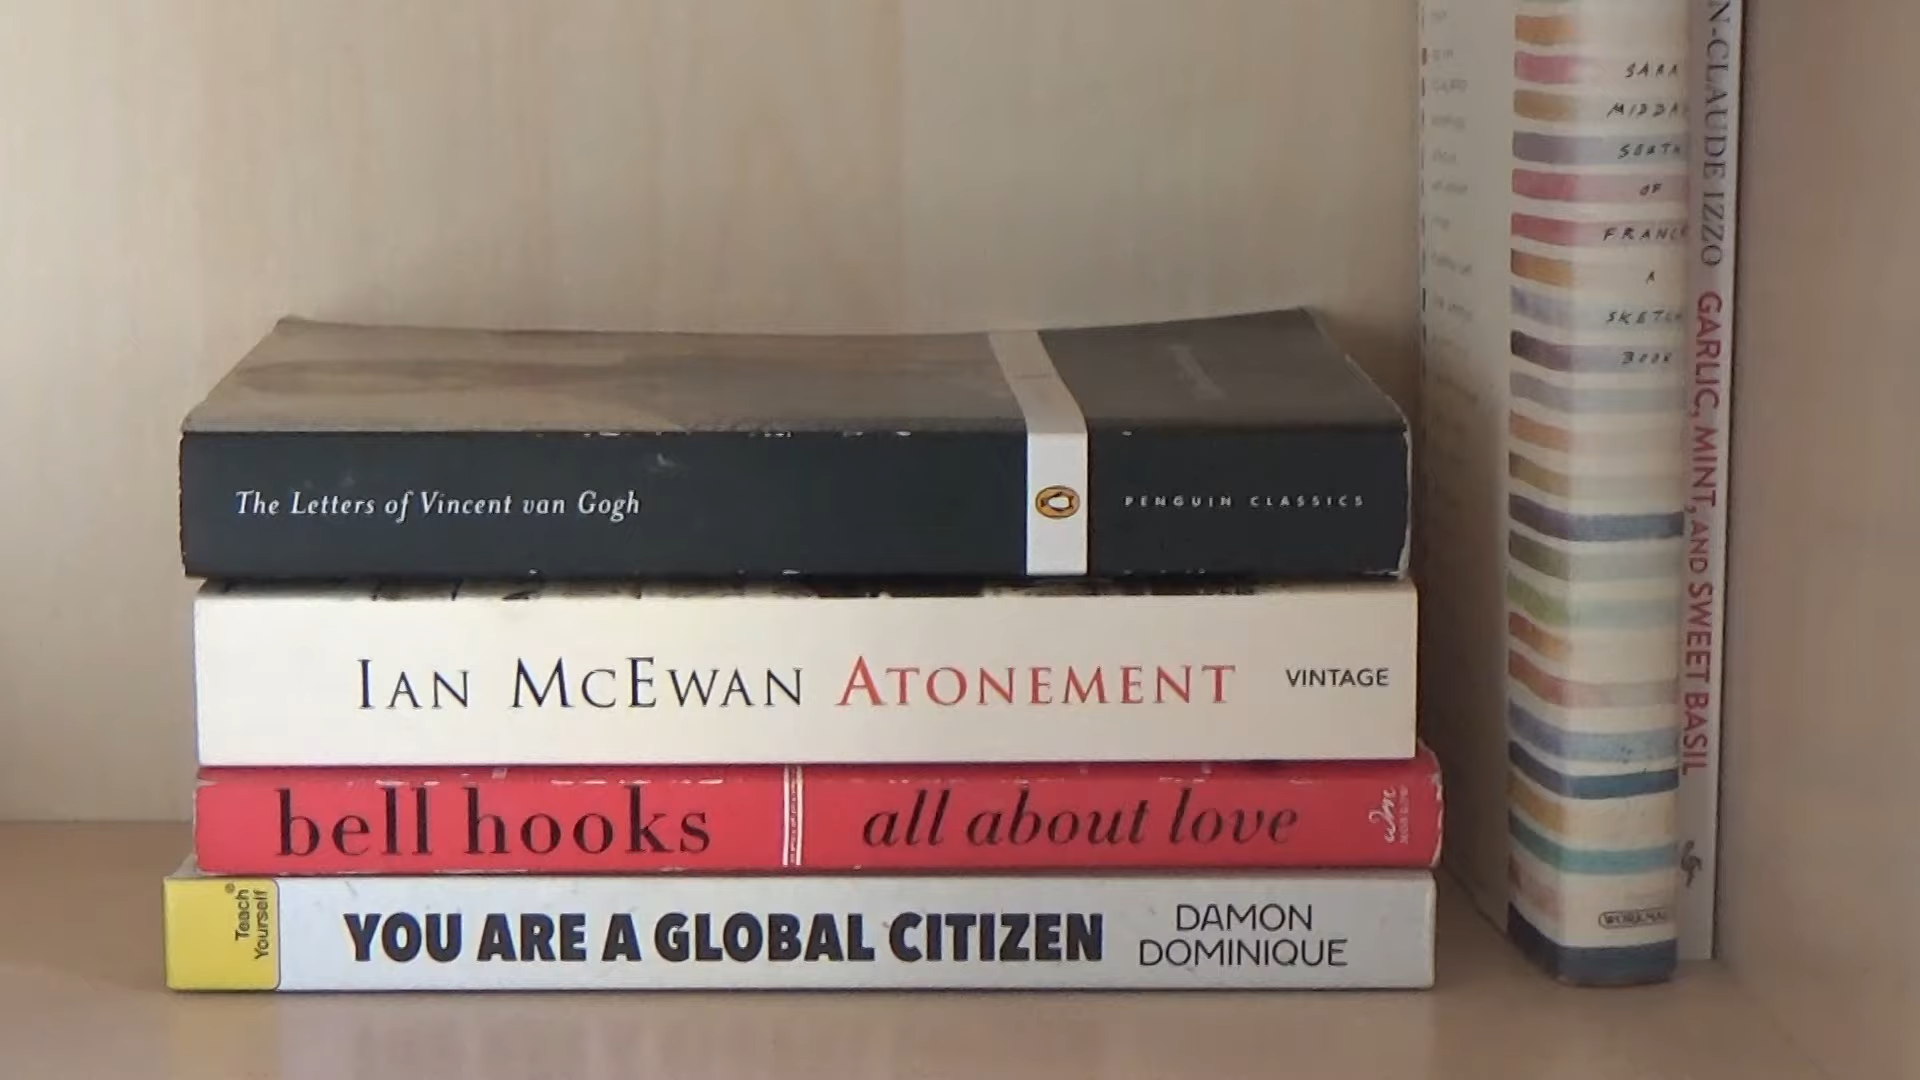 The Letters of Vincent van Gogh
PENGUIN CLASSICS
IAN MCEWAN ATONEMENT VINTAGE
bell hooks all about love
Teach
Yourself®
YOU ARE A GLOBAL CITIZEN
DAMON
DOMINIQUE
SARA
MIDDA
SOUTH
OF
FRANCE
A
SKETCH
BOOK
WORKMA
N-CLAUDE IZZO GARLIC, MINT, AND SWEET BASIL